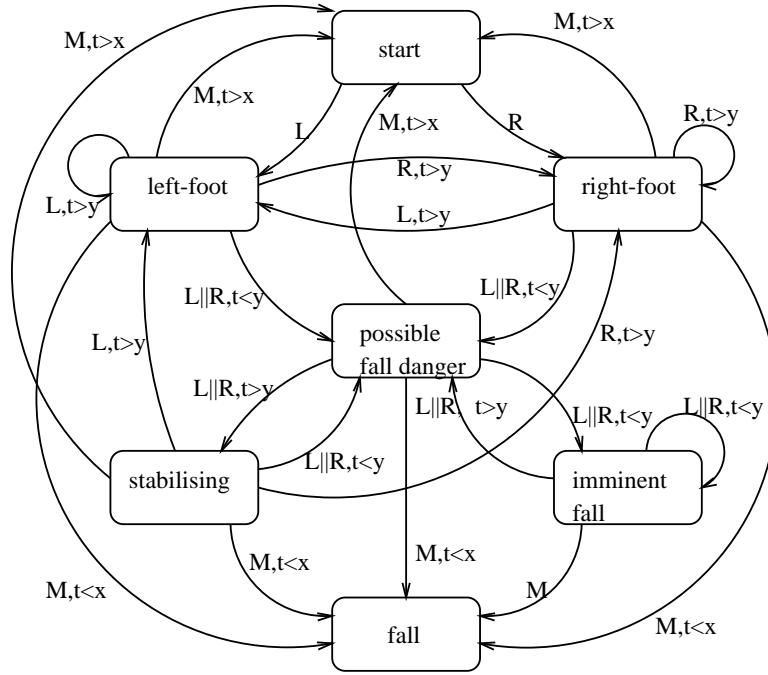 M,t>x
start
M,t>x
M,t>x
M,t>x
L
R
R,t>y
left-foot
R,t>y
right-foot
L,t>y
L,t>y
L||R,t<y
L||R,t<y
possible
fall danger
L,t>y
R,t>y
L||R,t>y
L||R, t>y
L||R,t<y
L||R,t<y
L||R,t<y
stabilising
imminent
fall
M,t<x
M,t<x
M
M,t<x
M,t<x
fall